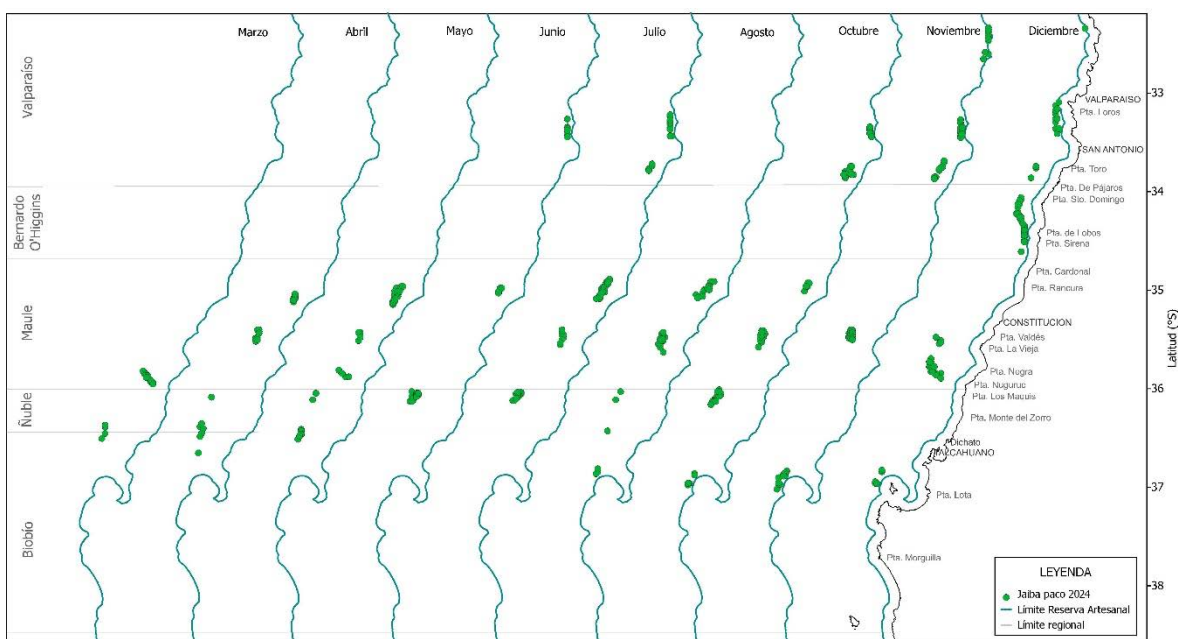 Marzo Abril Mayo Junio Julio Agosto Octubre Noviembre Diciembre
Valparaíso
Bernardo
O'Higgins
Maule
Ñuble
Biobío
-33
-34
-35
-36
-37
-38
Latitud (°S)
VALPARAISO
Pta. Loros
SAN ANTONIO
Pta. Toro
Pta. De Pájaros
Pta. Sto. Domingo
Pta. de Lobos
Pta. Sirena
Pta. Cardonal
Pta. Rancura
CONSTITUCION
Pta. Valdés
Pta. La Vieja
Pta. Nugra
Pta. Nugurue
Pta. Los Maquis
Pta. Monte del Zorro
Dichato
TALCAHUANO
Pta. Lota
Pta. Morguilla
LEYENDA
Jaiba paco 2024
Límite Reserva Artesanal
Límite regional